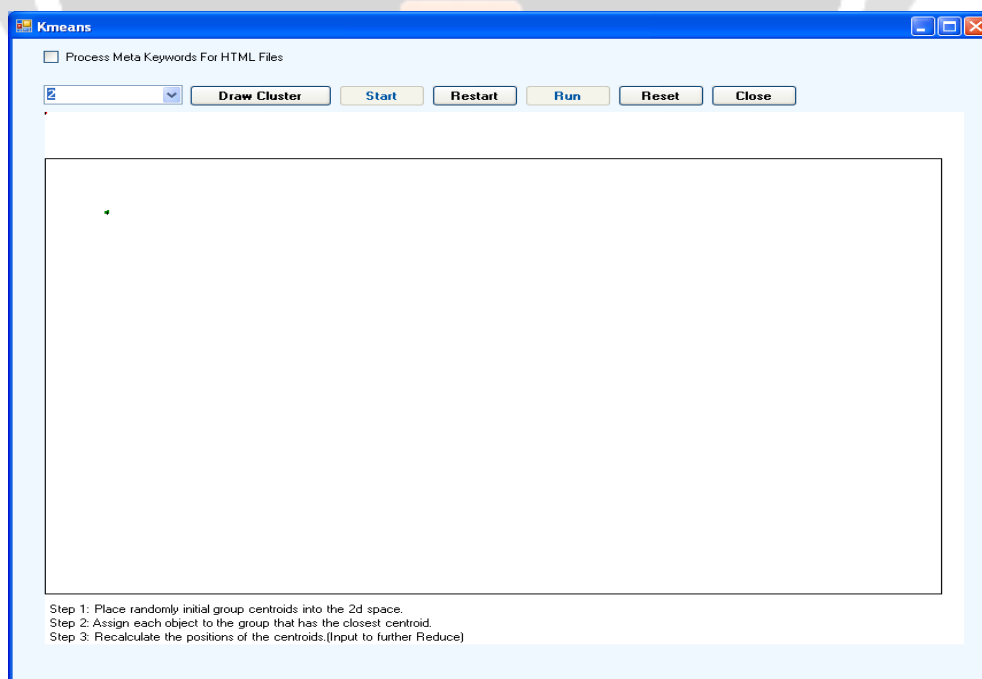 Kmeans
Process Meta Keywords For HTML Files
2 Draw Cluster Start Restart Run Reset Close
Step 1: Place randomly initial group centroids into the 2d space.
Step 2: Assign each object to the group that has the closest centroid.
Step 3: Recalculate the positions of the centroids.(Input to further Reduce)